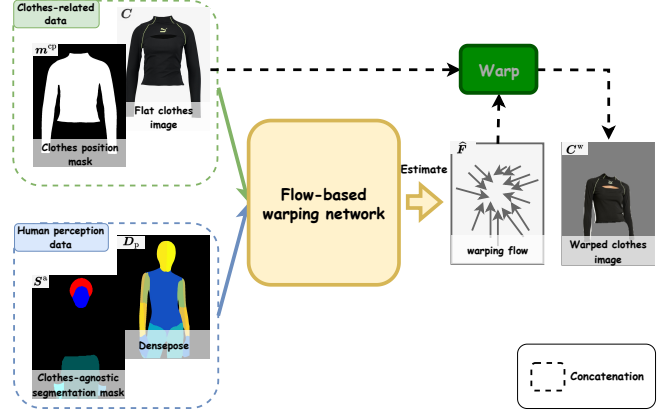 Clothes-related
data
C
m^cp
Flat clothes
image
Clothes position
mask
Warp
Flow-based
warping network
Estimate
F̂
warping flow
C^w
Warped clothes
image
Human perception
data
D_p
S^a
Densepose
Clothes-agnostic
segmentation mask
Concatenation